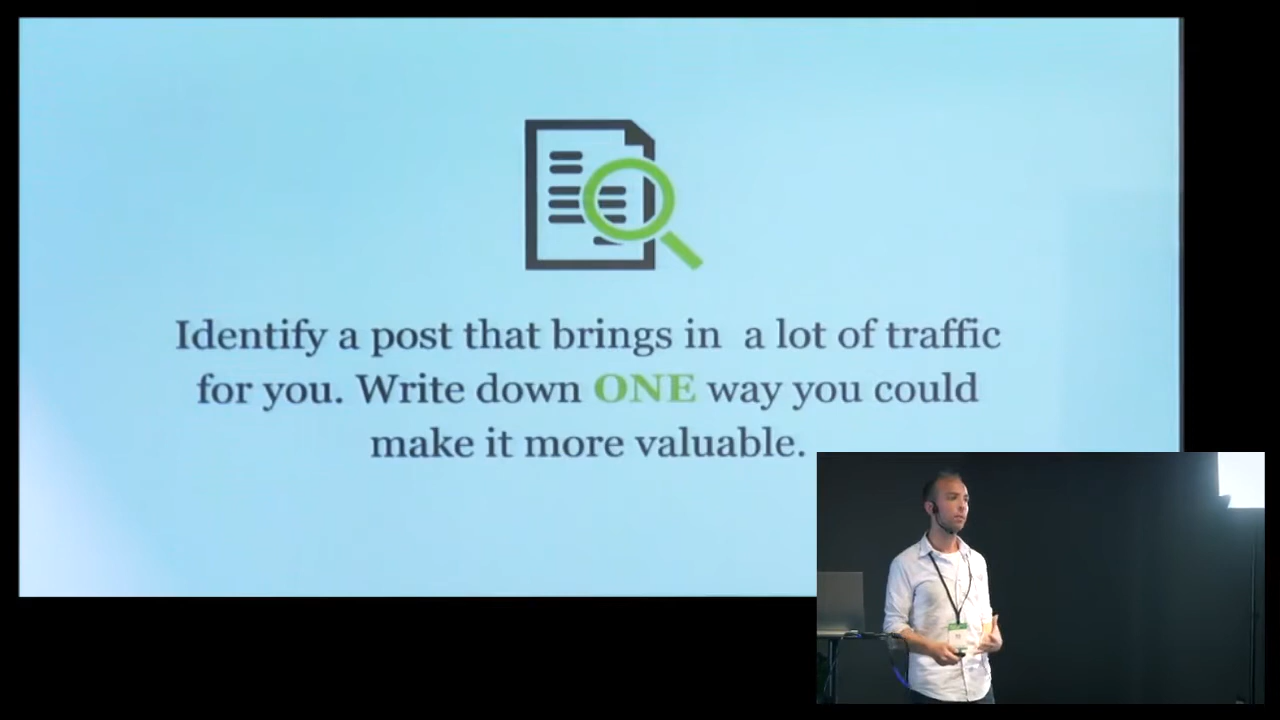 Identify a post that brings in  a lot of traffic
for you. Write down ONE way you could
make it more valuable.